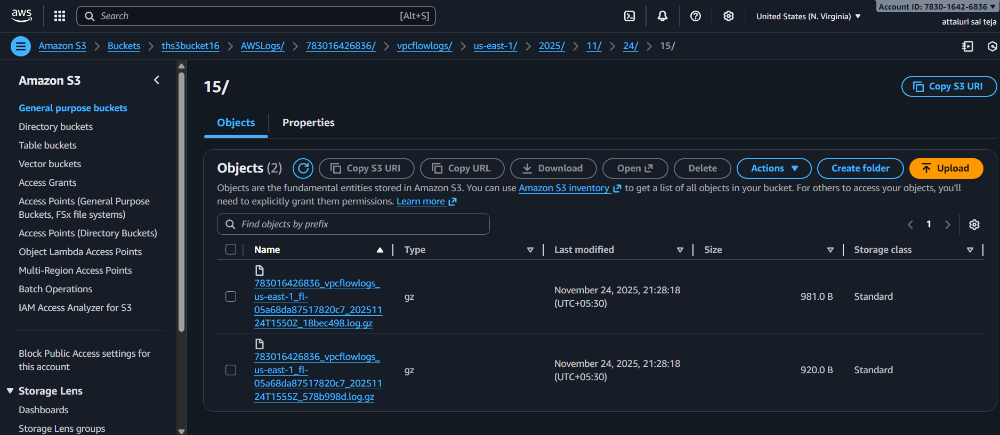 aws
Search
[Alt+S]
United States (N. Virginia)
Account ID: 7830-1642-6836
attaluri sai teja
Amazon S3
Buckets
ths3bucket16
AWSLogs/
783016426836/
vpcflowlogs/
us-east-1/
2025/
11/
24/
15/
Amazon S3
General purpose buckets
Directory buckets
Table buckets
Vector buckets
Access Grants
Access Points (General Purpose
Buckets, FSx file systems)
Access Points (Directory Buckets)
Object Lambda Access Points
Multi-Region Access Points
Batch Operations
IAM Access Analyzer for S3
Block Public Access settings for
this account
Storage Lens
Dashboards
Storage Lens groups
15/
Copy S3 URI
Objects
Properties
Objects (2)
Copy S3 URI
Copy URL
Download
Open
Delete
Actions
Create folder
Upload
Objects are the fundamental entities stored in Amazon S3. You can use Amazon S3 inventory to get a list of all objects in your bucket. For others to access your objects, you'll
need to explicitly grant them permissions. Learn more
Find objects by prefix
1
Name
Type
Last modified
Size
Storage class
783016426836_vpcflowlogs_
us-east-1_fl-
05a68da87517820c7_202511
24T1550Z_18bec498.log.gz
gz
November 24, 2025, 21:28:18
(UTC+05:30)
981.0 B
Standard
783016426836_vpcflowlogs_
us-east-1_fl-
05a68da87517820c7_202511
24T1555Z_578b998d.log.gz
gz
November 24, 2025, 21:28:18
(UTC+05:30)
920.0 B
Standard